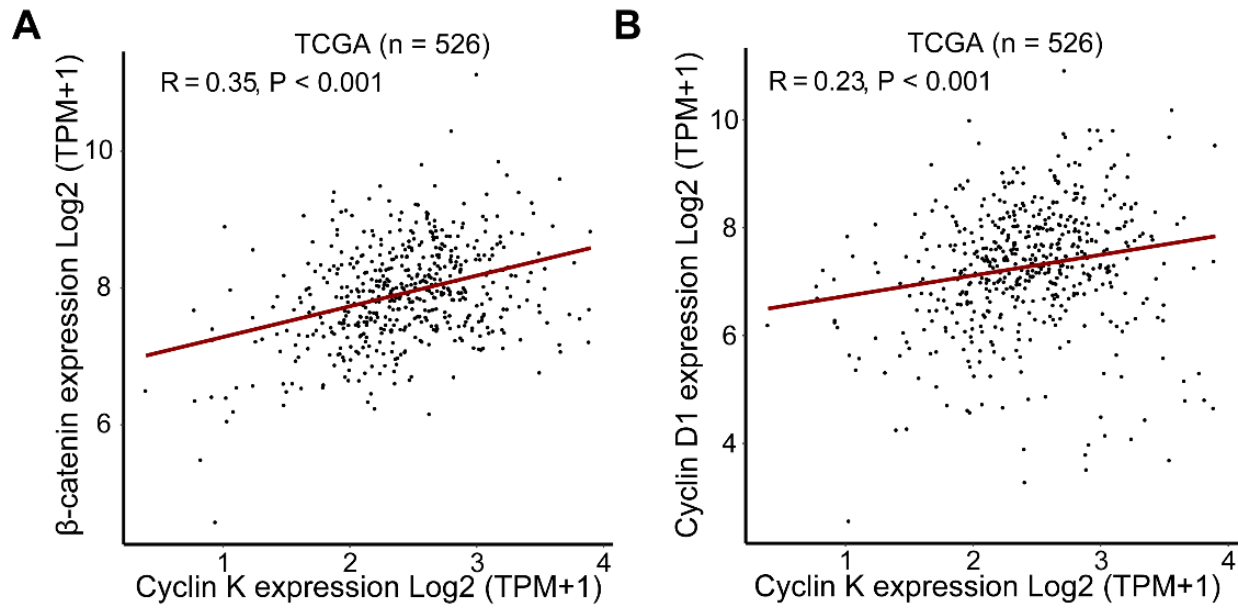 A
TCGA (n = 526)
R = 0.35, P < 0.001
β-catenin expression Log2 (TPM+1)
10
8
6
1 2 3 4
Cyclin K expression Log2 (TPM+1)
B
TCGA (n = 526)
R = 0.23, P < 0.001
Cyclin D1 expression Log2 (TPM+1)
10
8
6
4
1 2 3 4
Cyclin K expression Log2 (TPM+1)